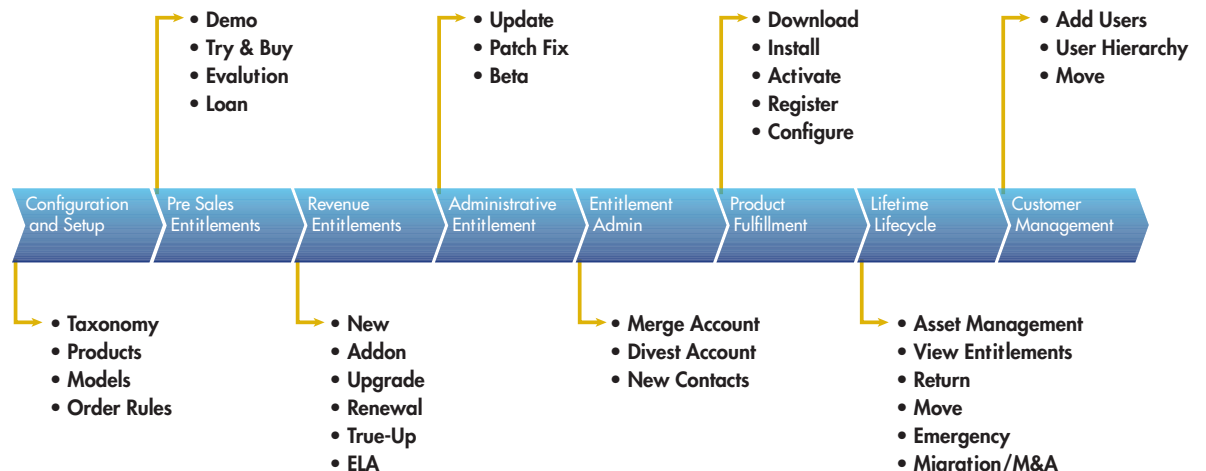 • Demo
• Try & Buy
• Evalution
• Loan
• Update
• Patch Fix
• Beta
• Download
• Install
• Activate
• Register
• Configure
• Add Users
• User Hierarchy
• Move
Configuration
and Setup
Pre Sales
Entitlements
Revenue
Entitlements
Administrative
Entitlement
Entitlement
Admin
Product
Fulfillment
Lifetime
Lifecycle
Customer
Management
• Taxonomy
• Products
• Models
• Order Rules
• New
• Addon
• Upgrade
• Renewal
• True-Up
• ELA
• Merge Account
• Divest Account
• New Contacts
• Asset Management
• View Entitlements
• Return
• Move
• Emergency
• Migration/M&A